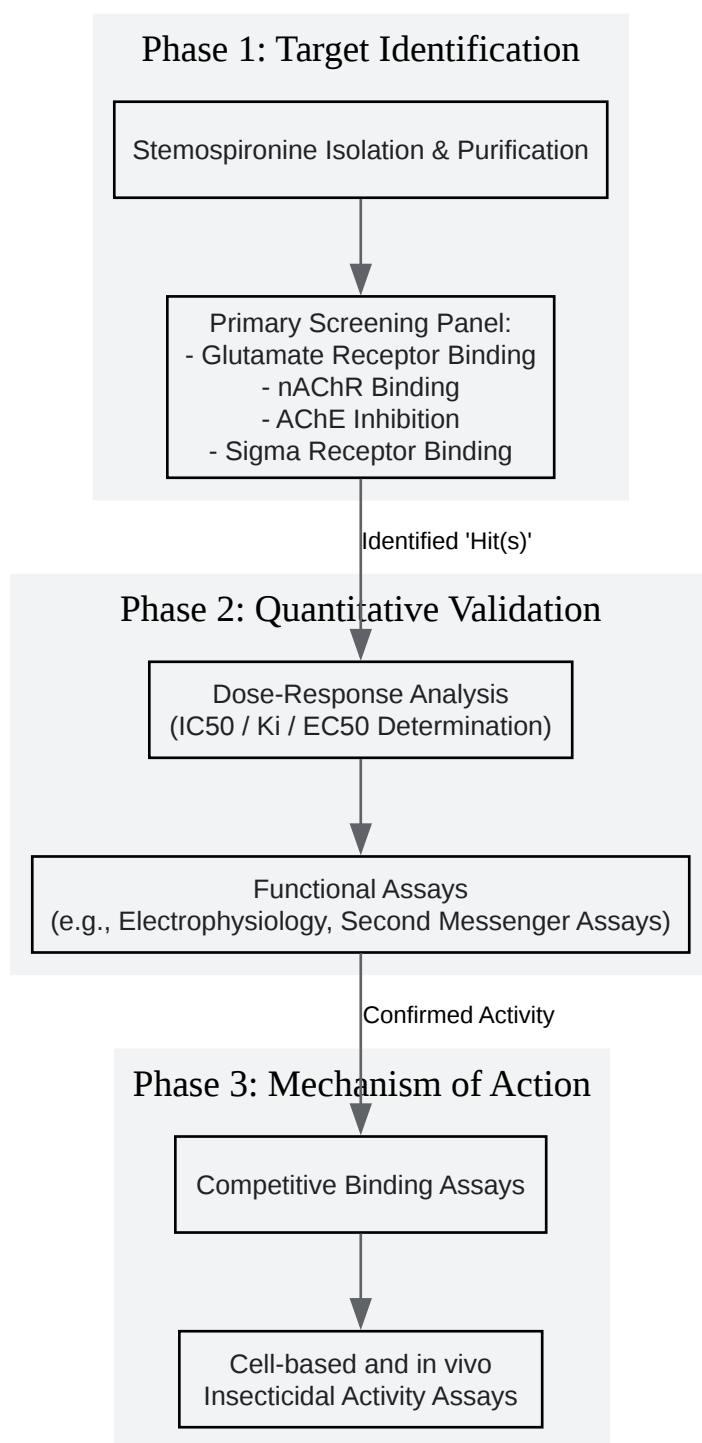 Phase 1: Target Identification
Stemospironine Isolation & Purification
Primary Screening Panel:
- Glutamate Receptor Binding
- nAChR Binding
- AChE Inhibition
- Sigma Receptor Binding
Identified 'Hit(s)'
Phase 2: Quantitative Validation
Dose-Response Analysis
(IC50 / Ki / EC50 Determination)
Functional Assays
(e.g., Electrophysiology, Second Messenger Assays)
Confirmed Activity
Phase 3: Mechanism of Action
Competitive Binding Assays
Cell-based and in vivo
Insecticidal Activity Assays